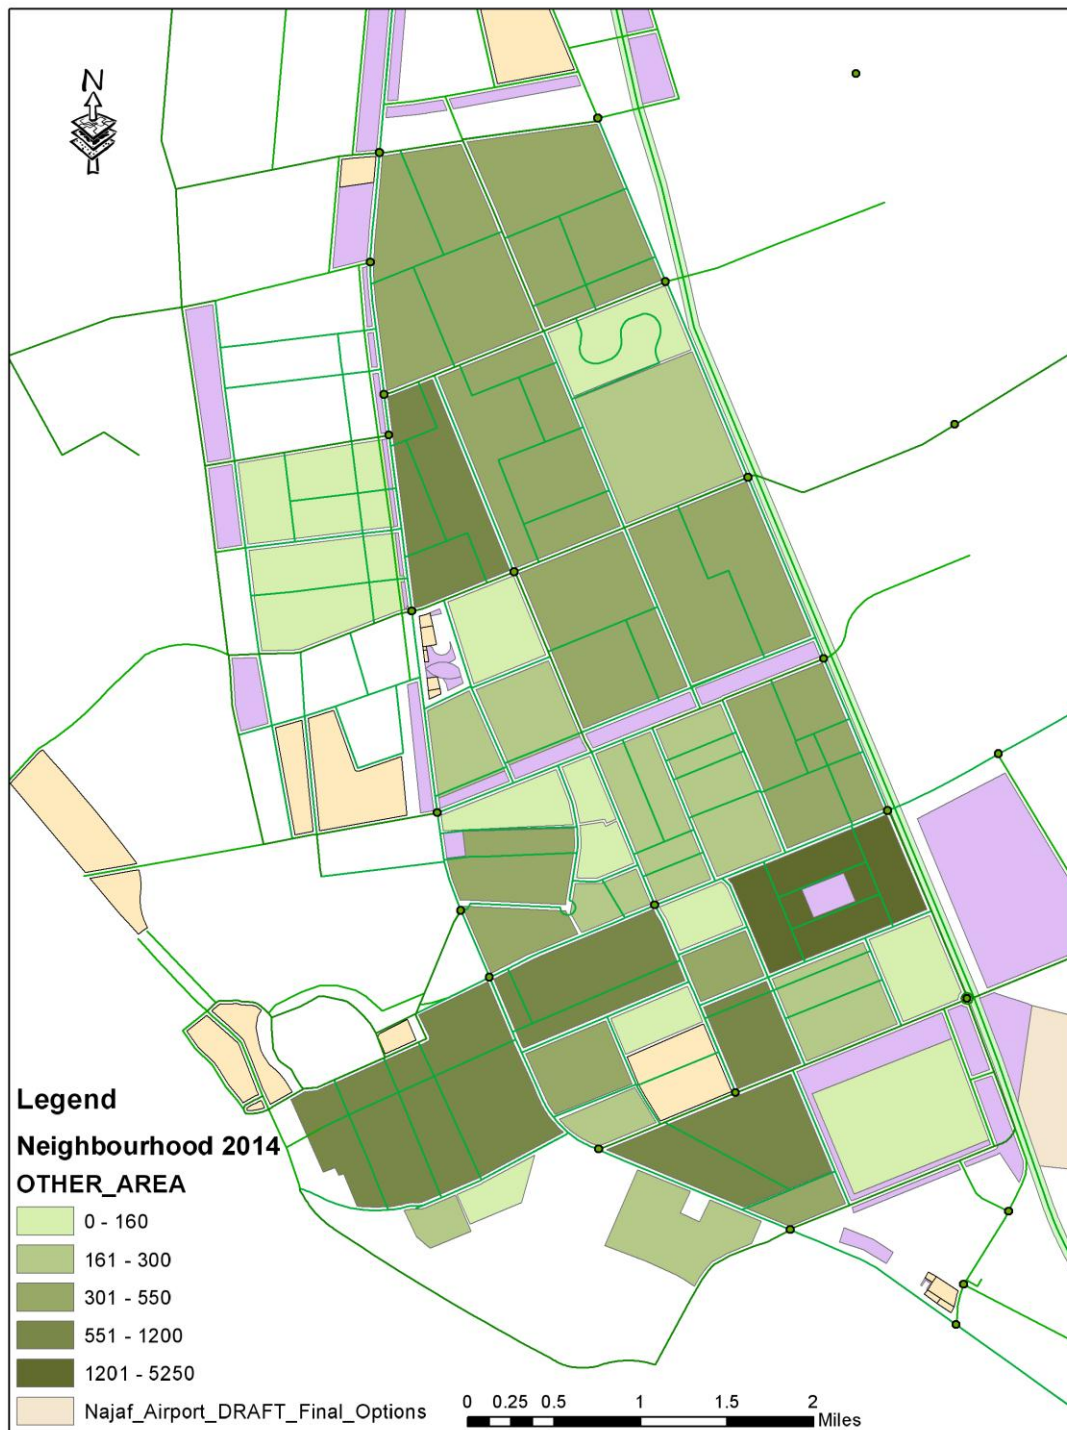 N
Legend
Neighbourhood 2014
OTHER_AREA
0 - 160
161 - 300
301 - 550
551 - 1200
1201 - 5250
Najaf_Airport_DRAFT_Final_Options
0 0.25 0.5 1 1.5 2
Miles